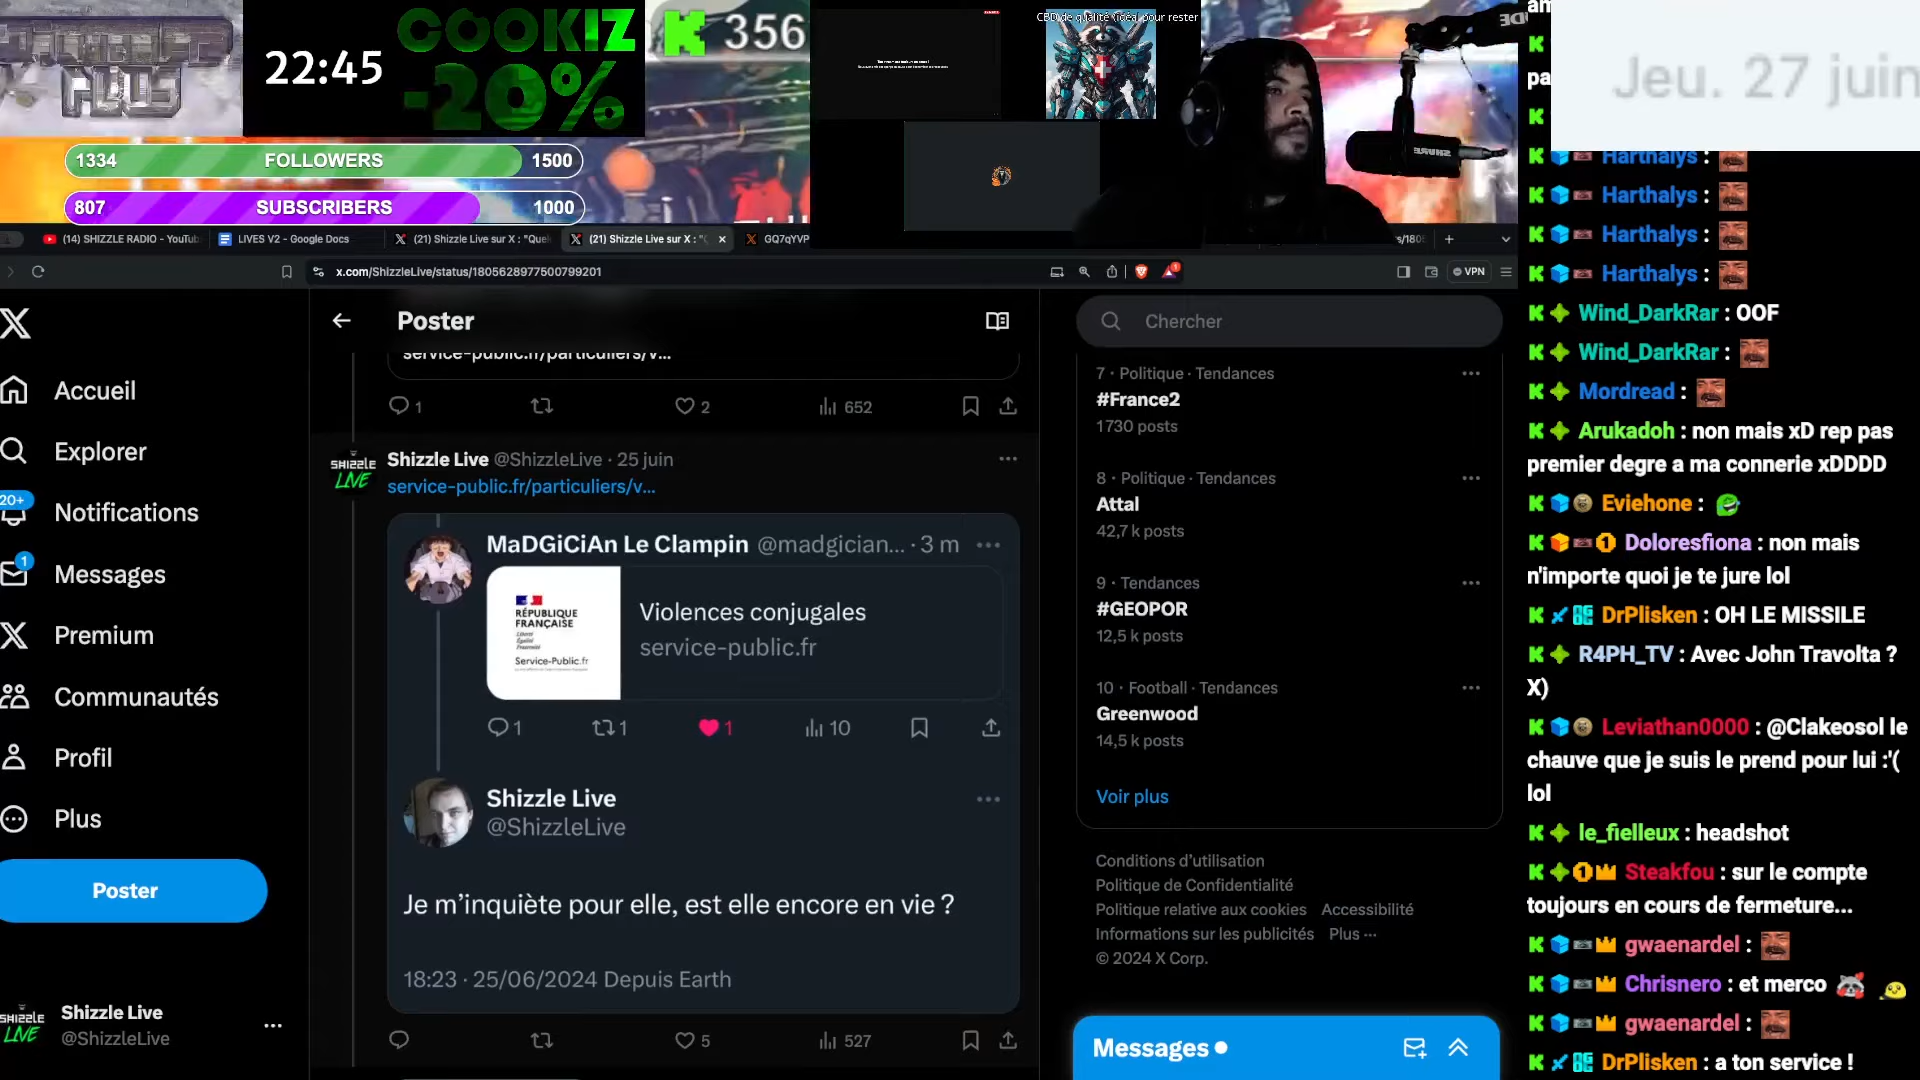 22:45
COOKIZ
-20%
356
CBD de qualité (idéal pour rester
Jeu. 27 juin
1334 FOLLOWERS 1500
807 SUBSCRIBERS 1000
(14) SHIZZLE RADIO - YouTub
LIVES V2 - Google Docs
(21) Shizzle Live sur X : "Quel
(21) Shizzle Live sur X : "C
GQ7qYVP
s/1805
x.com/ShizzleLive/status/1805628977500799201
VPN
Accueil
Explorer
20+
Notifications
1
Messages
Premium
Communautés
Profil
Plus
Poster
Shizzle Live
@ShizzleLive
Poster
service-public.fr/particuliers/v...
1
2
652
SHIZZLE LIVE
Shizzle Live @ShizzleLive · 25 juin
service-public.fr/particuliers/v...
MaDGiCiAn Le Clampin @madgician... · 3 m
RÉPUBLIQUE
FRANÇAISE
Liberté
Égalité
Fraternité
Service-Public.fr
Violences conjugales
service-public.fr
1
1
1
10
Shizzle Live
@ShizzleLive
Je m'inquiète pour elle, est elle encore en vie ?
18:23 · 25/06/2024 Depuis Earth
5
527
Chercher
7 · Politique · Tendances
#France2
1730 posts
8 · Politique · Tendances
Attal
42,7 k posts
9 · Tendances
#GEOPOR
12,5 k posts
10 · Football · Tendances
Greenwood
14,5 k posts
Voir plus
Conditions d'utilisation
Politique de Confidentialité
Politique relative aux cookies Accessibilité
Informations sur les publicités Plus ···
© 2024 X Corp.
Messages
Harthalys :
Harthalys :
Harthalys :
Harthalys :
Wind_DarkRar : OOF
Wind_DarkRar :
Mordread :
Arukadoh : non mais xD rep pas
premier degre a ma connerie xDDDD
Eviehone :
Doloresfiona : non mais
n'importe quoi je te jure lol
DrPlisken : OH LE MISSILE
R4PH_TV : Avec John Travolta ?
X)
Leviathan0000 : @Clakeosol le
chauve que je suis le prend pour lui :'(
lol
le_fielleux : headshot
Steakfou : sur le compte
toujours en cours de fermeture...
gwaenardel :
Chrisnero : et merco
gwaenardel :
DrPlisken : a ton service !